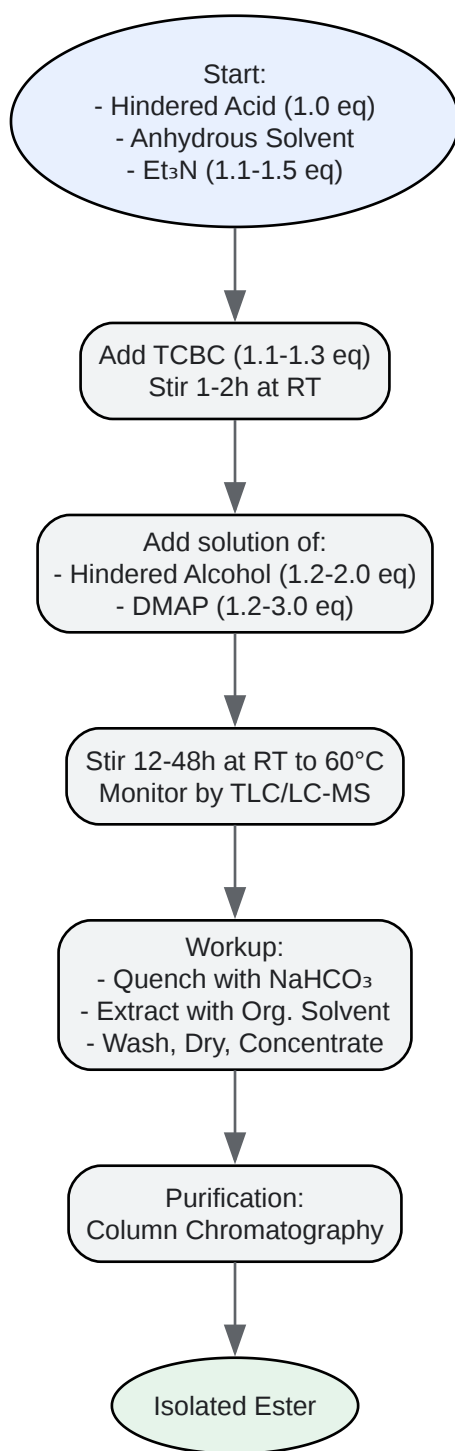 Start:
- Hindered Acid (1.0 eq)
- Anhydrous Solvent
- Et₃N (1.1-1.5 eq)
Add TCBC (1.1-1.3 eq)
Stir 1-2h at RT
Add solution of:
- Hindered Alcohol (1.2-2.0 eq)
- DMAP (1.2-3.0 eq)
Stir 12-48h at RT to 60°C
Monitor by TLC/LC-MS
Workup:
- Quench with NaHCO₃
- Extract with Org. Solvent
- Wash, Dry, Concentrate
Purification:
Column Chromatography
Isolated Ester